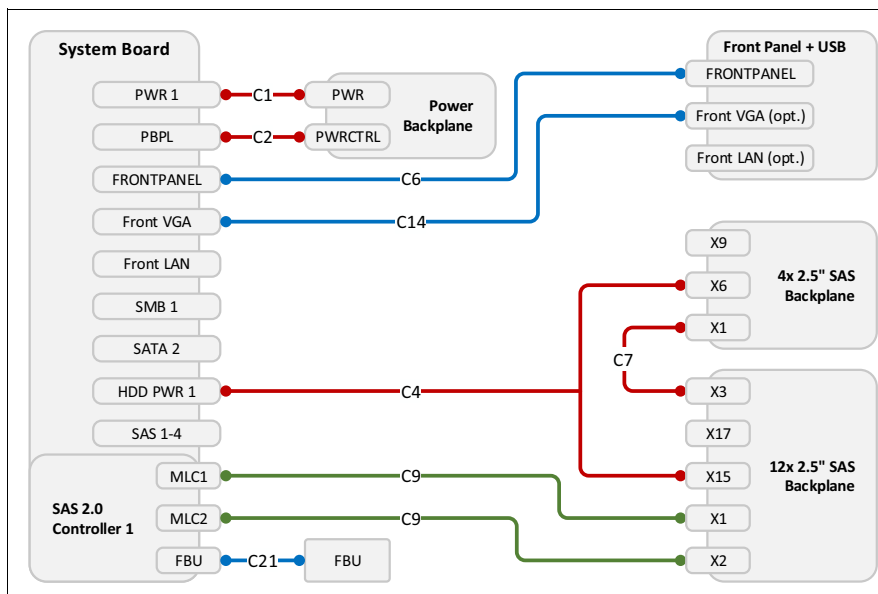 System Board
PWR 1
PBPL
FRONTPANEL
Front VGA
Front LAN
SMB 1
SATA 2
HDD PWR 1
SAS 1-4
SAS 2.0
Controller 1
MLC1
MLC2
FBU
C1
C2
PWR
PWRCTRL
Power
Backplane
C6
C14
C4
C9
C9
C21
FBU
Front Panel + USB
FRONTPANEL
Front VGA (opt.)
Front LAN (opt.)
X9
X6
X1
4x 2.5" SAS
Backplane
C7
X3
X17
X15
X1
X2
12x 2.5" SAS
Backplane